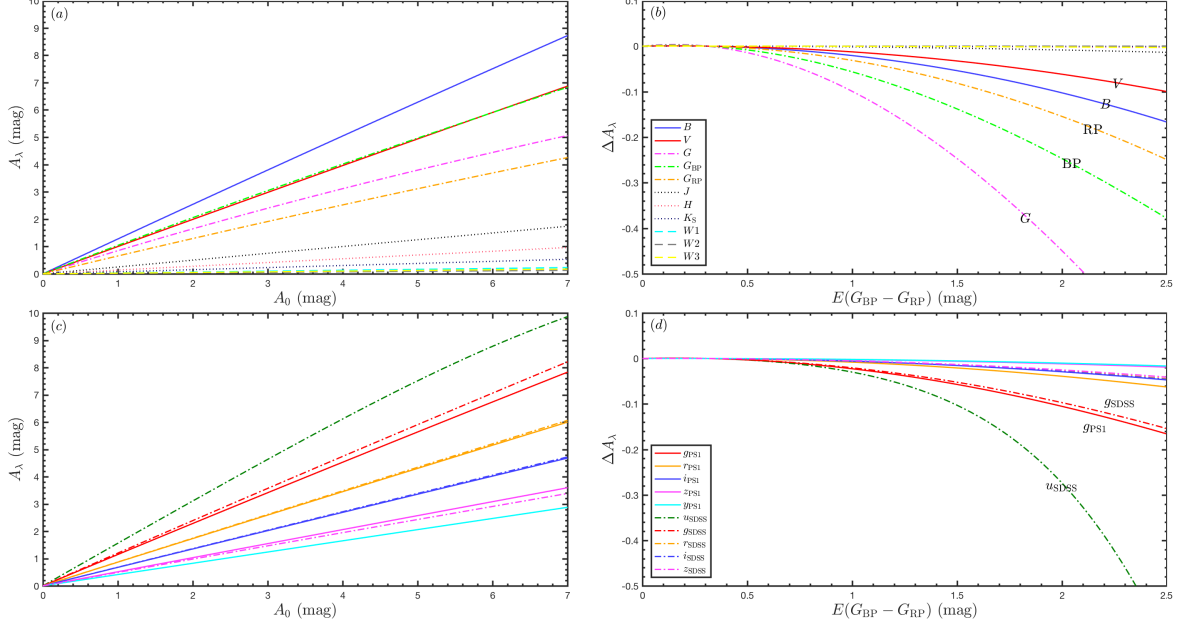 (a)
10
9
8
7
6
5
4
3
2
1
0
A_λ (mag)
0 1 2 3 4 5 6 7
A_0 (mag)
(b)
0.1
0
-0.1
-0.2
-0.3
-0.4
-0.5
ΔA_λ
V
B
RP
BP
G
B
V
G
G_BP
G_RP
J
H
K_S
W1
W2
W3
0 0.5 1 1.5 2 2.5
E(G_BP − G_RP) (mag)
(c)
10
9
8
7
6
5
4
3
2
1
0
A_λ (mag)
0 1 2 3 4 5 6 7
A_0 (mag)
(d)
0.1
0
-0.1
-0.2
-0.3
-0.4
-0.5
ΔA_λ
g_SDSS
g_PS1
u_SDSS
g_PS1
r_PS1
i_PS1
z_PS1
y_PS1
u_SDSS
g_SDSS
r_SDSS
i_SDSS
z_SDSS
0 0.5 1 1.5 2 2.5
E(G_BP − G_RP) (mag)